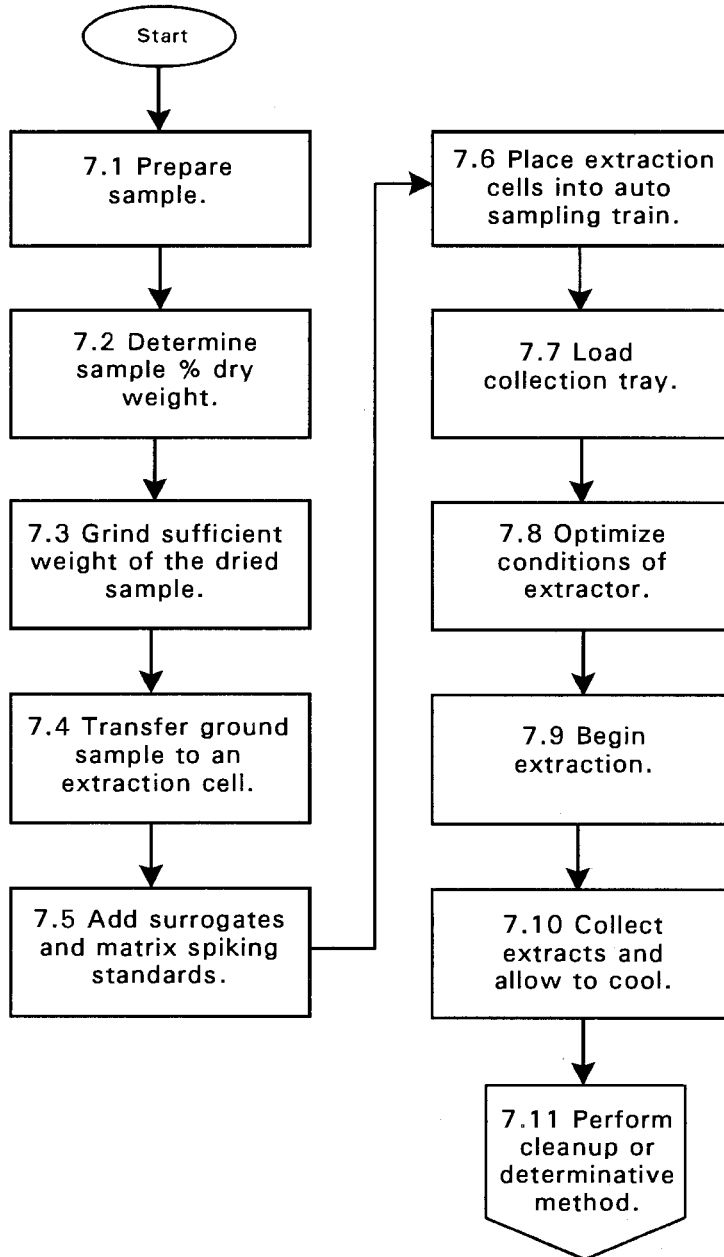 Start
7.1 Prepare
sample.
7.2 Determine
sample % dry
weight.
7.3 Grind sufficient
weight of the dried
sample.
7.4 Transfer ground
sample to an
extraction cell.
7.5 Add surrogates
and matrix spiking
standards.
7.6 Place extraction
cells into auto
sampling train.
7.7 Load
collection tray.
7.8 Optimize
conditions of
extractor.
7.9 Begin
extraction.
7.10 Collect
extracts and
allow to cool.
7.11 Perform
cleanup or
determinative
method.